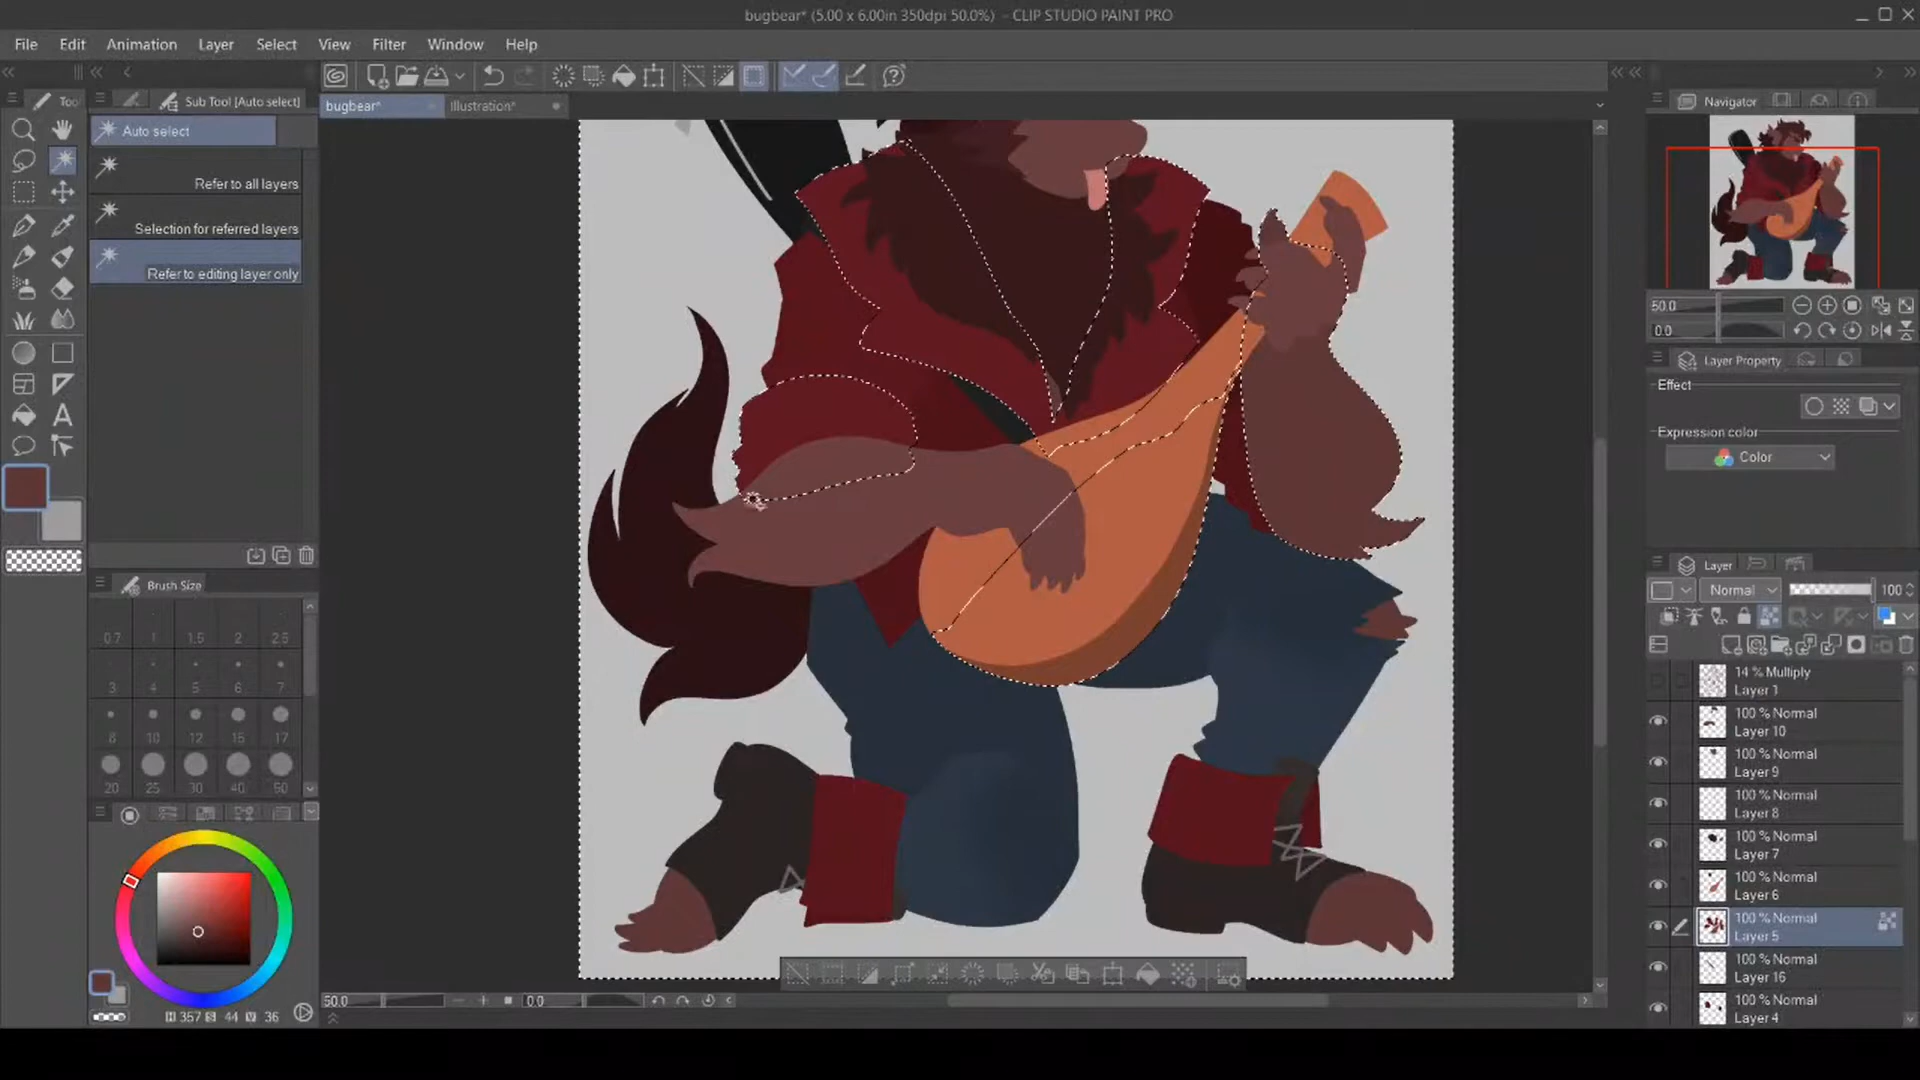 bugbear* (5.00 x 6.00in 350dpi 50.0%) - CLIP STUDIO PAINT PRO
File Edit Animation Layer Select View Filter Window Help
Too
Sub Tool [Auto select]
bugbear*
Illustration*
Navigator
Auto select
Refer to all layers
Selection for referred layers
Refer to editing layer only
50.0
0.0
Layer Property
Effect
Expression color
Color
Brush Size
0.7 1 1.5 2 2.5
3 4 5 6 7
8 10 12 15 17
20 25 30 40 50
H 357 S 44 V 36
50.0
0.0
Layer
Normal
100
14 % Multiply
Layer 1
100 % Normal
Layer 10
100 % Normal
Layer 9
100 % Normal
Layer 8
100 % Normal
Layer 7
100 % Normal
Layer 6
100 % Normal
Layer 5
100 % Normal
Layer 16
100 % Normal
Layer 4